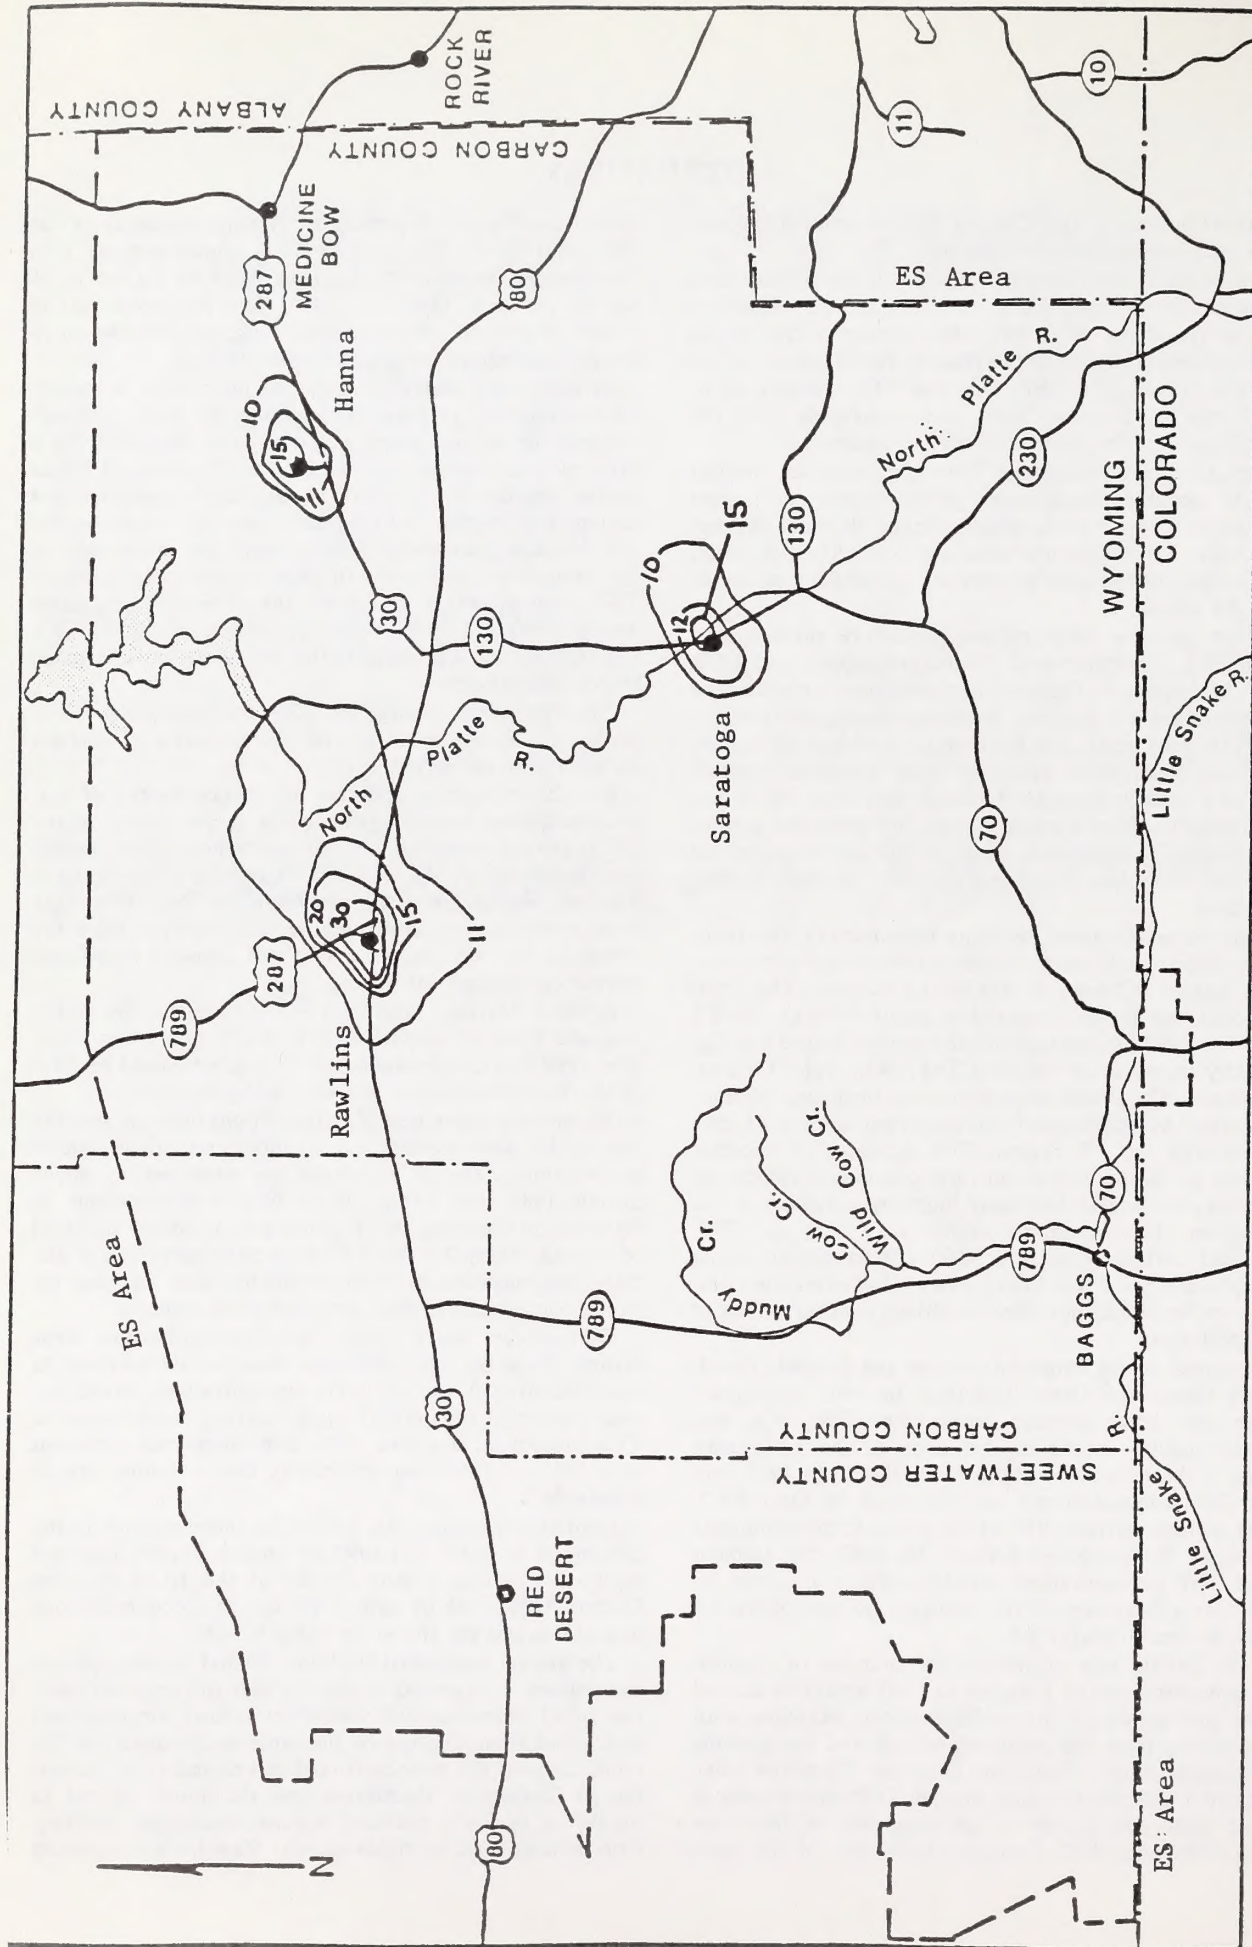 ALBANY COUNTY
CARBON COUNTY
ROCK
RIVER
MEDICINE
BOW
287
80
Hanna
10
15
11
30
130
ES Area
North
Platte
R.
230
10
11
130
WYOMING
COLORADO
10
15
12
Saratoga
North
Platte
R.
70
Little Snake R.
789
287
20
30
15
11
Rawlins
ES Area
Muddy
Cr.
Cow
Cr.
Wild Cow Cr.
789
789
70
BAGGS
30
CARBON COUNTY
SWEETWATER COUNTY
R.
Little Snake
RED
DESERT
80
N
ES Area